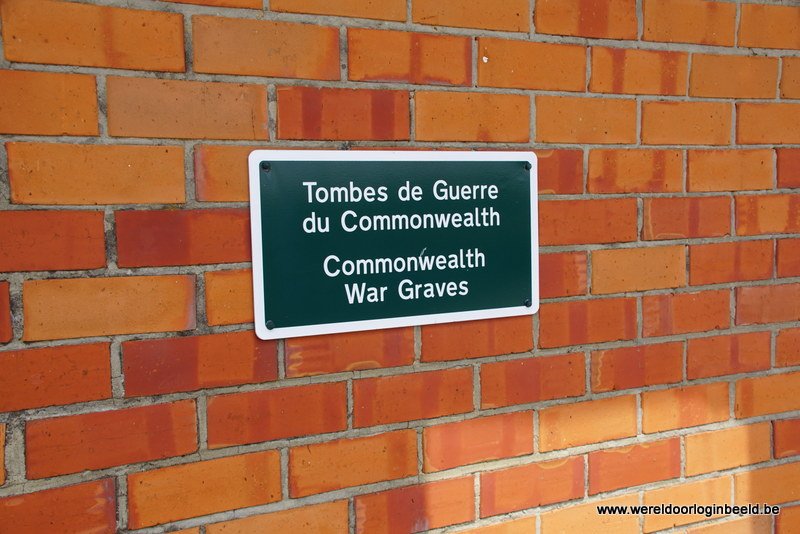 Tombes de Guerre
du Commonwealth
Commonwealth
War Graves
www.wereldoorloginbeeld.be